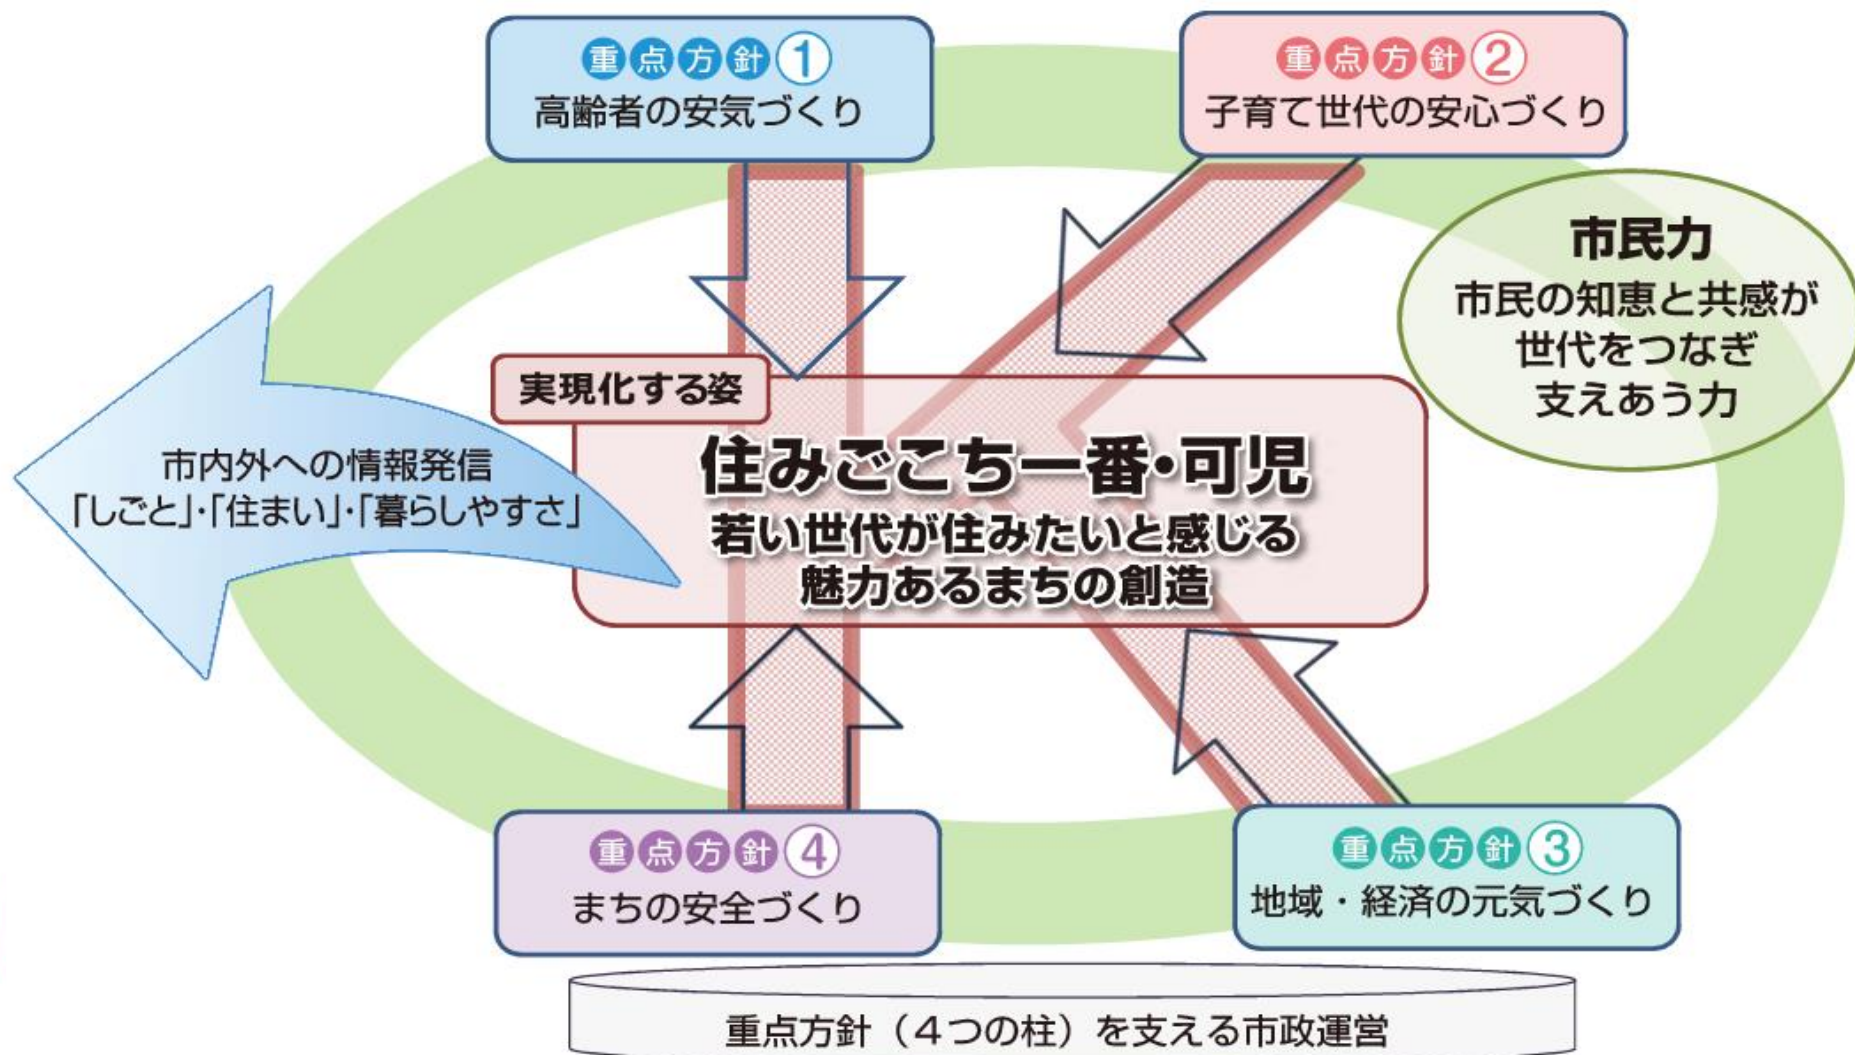 重点方針①
高齢者の安気づくり
重点方針②
子育て世代の安心づくり
市民力
市民の知恵と共感が
世代をつなぎ
支えあう力
実現化する姿
住みごこち一番・可児
若い世代が住みたいと感じる
魅力あるまちの創造
市内外への情報発信
「しごと」・「住まい」・「暮らしやすさ」
重点方針④
まちの安全づくり
重点方針③
地域・経済の元気づくり
重点方針（４つの柱）を支える市政運営